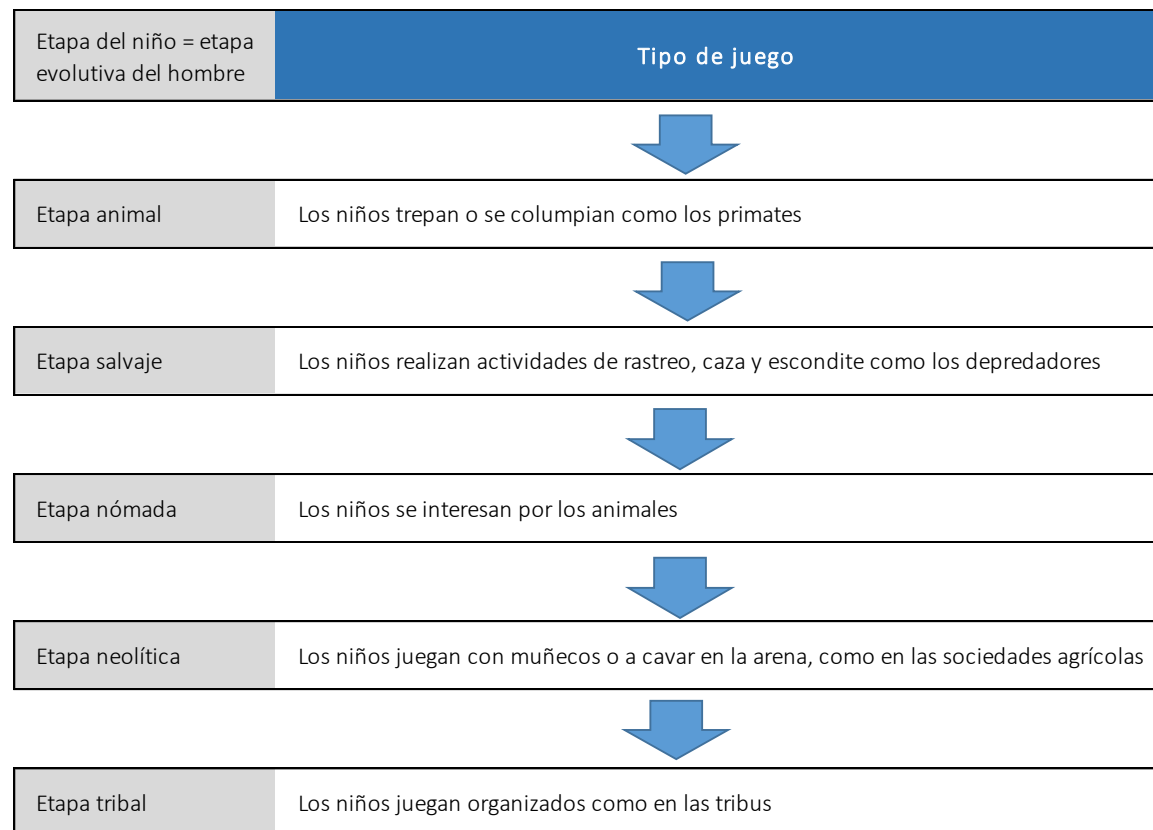 Etapa del niño = etapa
evolutiva del hombre
Tipo de juego
Etapa animal
Los niños trepan o se columpian como los primates
Etapa salvaje
Los niños realizan actividades de rastreo, caza y escondite como los depredadores
Etapa nómada
Los niños se interesan por los animales
Etapa neolítica
Los niños juegan con muñecos o a cavar en la arena, como en las sociedades agrícolas
Etapa tribal
Los niños juegan organizados como en las tribus